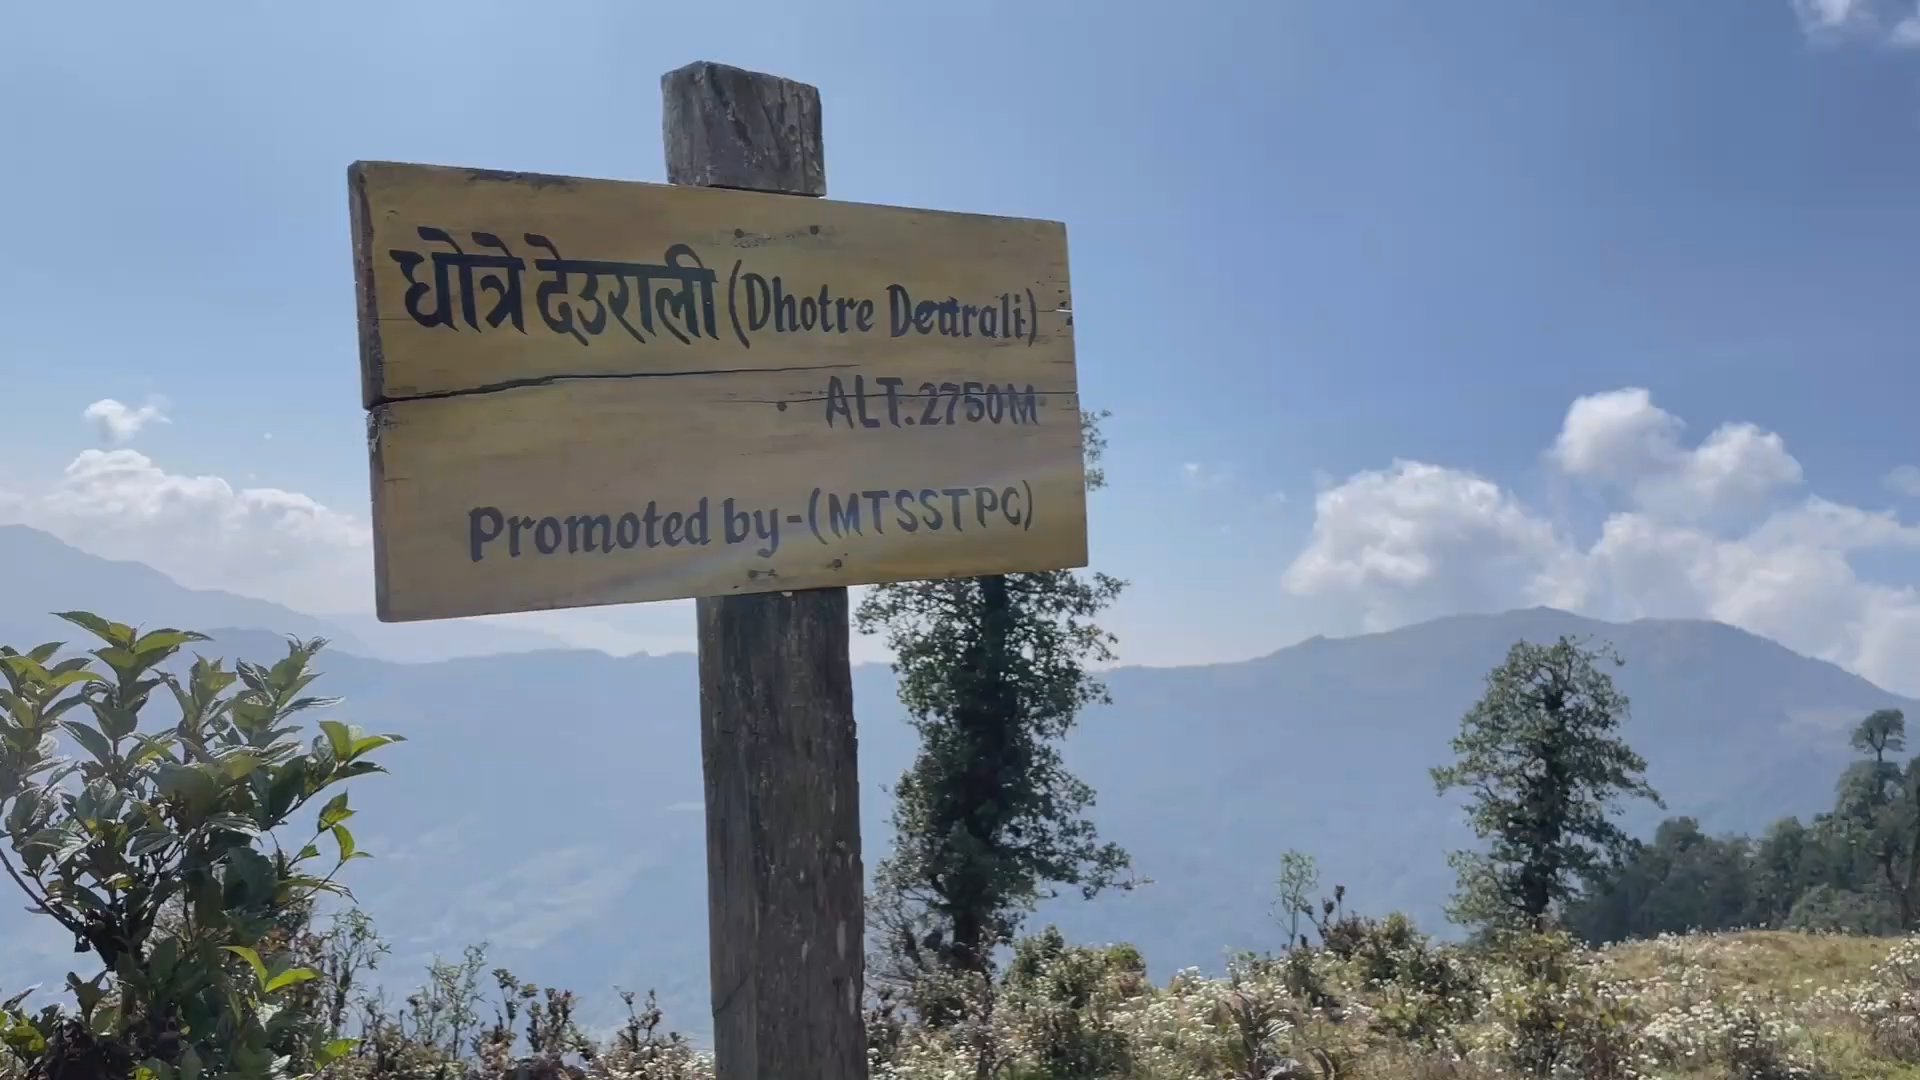 धोत्रे देउराली (Dhotre Deurali)
ALT. 2750M
Promoted by-(MTSSTPC)